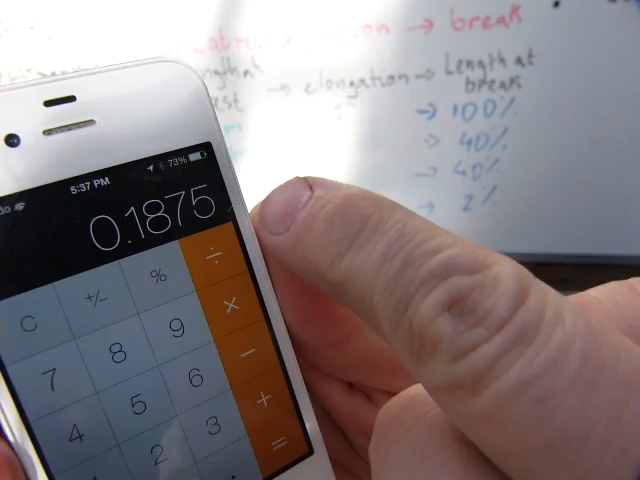 → break
→ elongation → Length at break
→ 100%
→ 40%
→ 40%
→ 2%
5:37 PM 73%
0.1875
C +/- % ÷
7 8 9 ×
4 5 6 −
1 2 3 +
. =